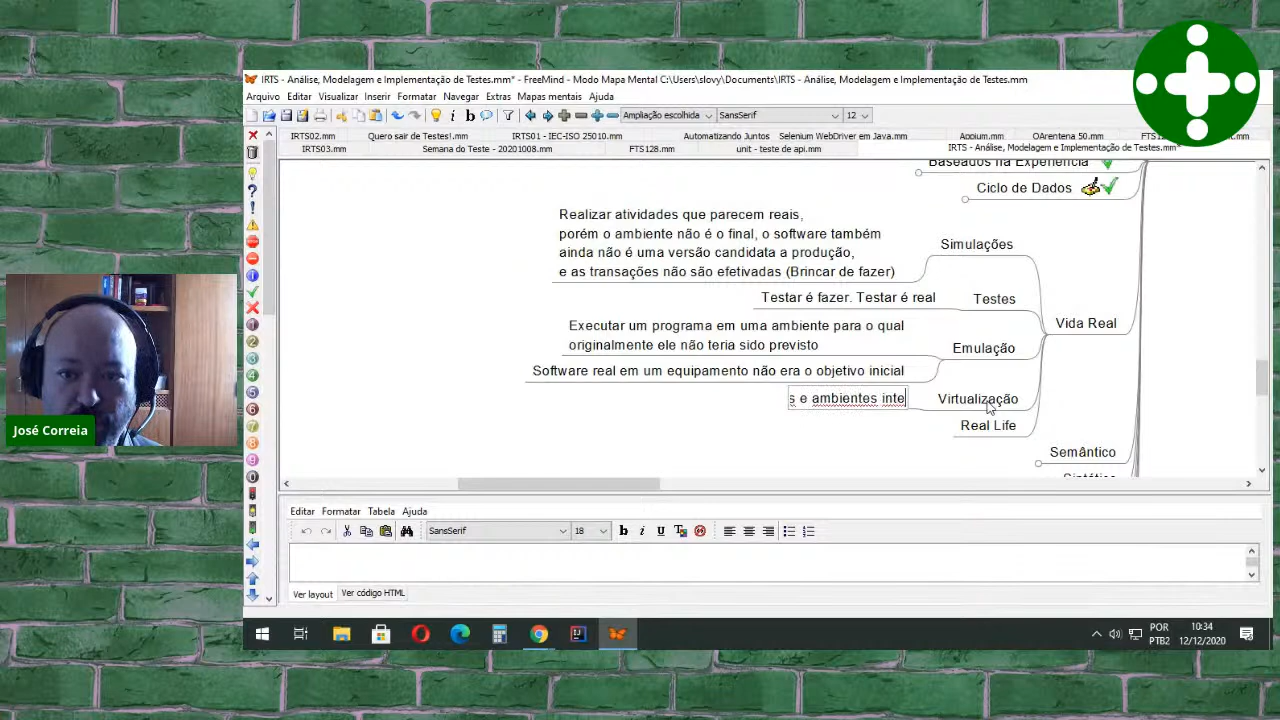 IRTS - Análise, Modelagem e Implementação de Testes.mm* - FreeMind - Modo Mapa Mental C:\Users\slovy\Documents\IRTS - Análise, Modelagem e Implementação de Testes.mm)
Arquivo Editar Visualizar Inserir Formatar Navegar Extras Mapas mentais Ajuda
Ampliação escolhida SansSerif 12
IRTS02.mm Quero sair de Testes!.mm IRTS01 - IEC-ISO 25010.mm Automatizando Juntos Selenium WebDriver em Java.mm Appium.mm OArentena 50.mm
IRTS03.mm Semana do Teste - 20201008.mm FTS128.mm unit - teste de api.mm IRTS - Análise, Modelagem e Implementação de Testes.mm*
Baseados na Experiência
Ciclo de Dados
Realizar atividades que parecem reais,
porém o ambiente não é o final, o software também
ainda não é uma versão candidata a produção,
e as transações não são efetivadas (Brincar de fazer)
Simulações
Testar é fazer. Testar é real
Testes
Vida Real
Executar um programa em uma ambiente para o qual
originalmente ele não teria sido previsto
Emulação
Software real em um equipamento não era o objetivo inicial
s e ambientes inte
Virtualização
Real Life
Semântico
José Correia
Editar Formatar Tabela Ajuda
SansSerif 18
Ver layout Ver código HTML
POR
PTB2
10:34
12/12/2020